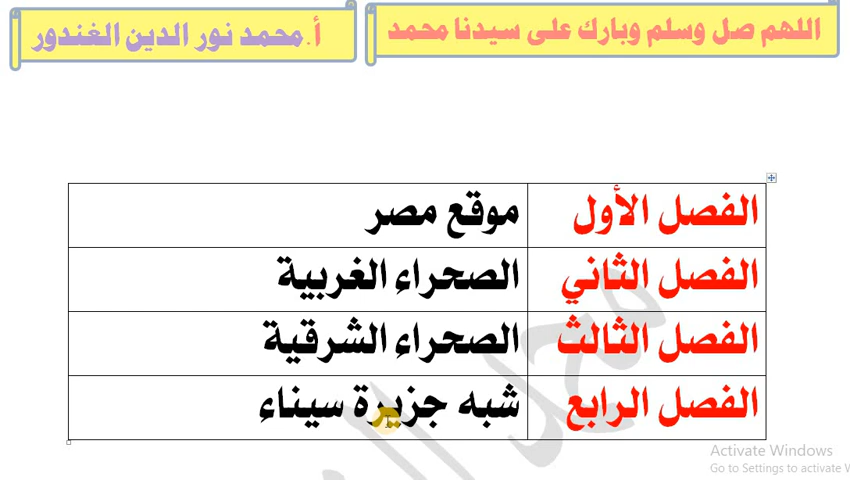 اللهم صل وسلم وبارك على سيدنا محمد
أ.محمد نور الدين الغندور
الفصل الأول موقع مصر
الفصل الثاني الصحراء الغربية
الفصل الثالث الصحراء الشرقية
الفصل الرابع شبه جزيرة سيناء
محمد
Activate Windows
Go to Settings to activate W